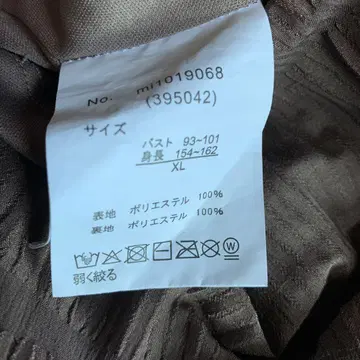 No. mi1019068
(395042)
サイズ
バスト 93~101
身長 154~162
XL
表地 ポリエステル 100%
裏地 ポリエステル 100%
弱く絞る